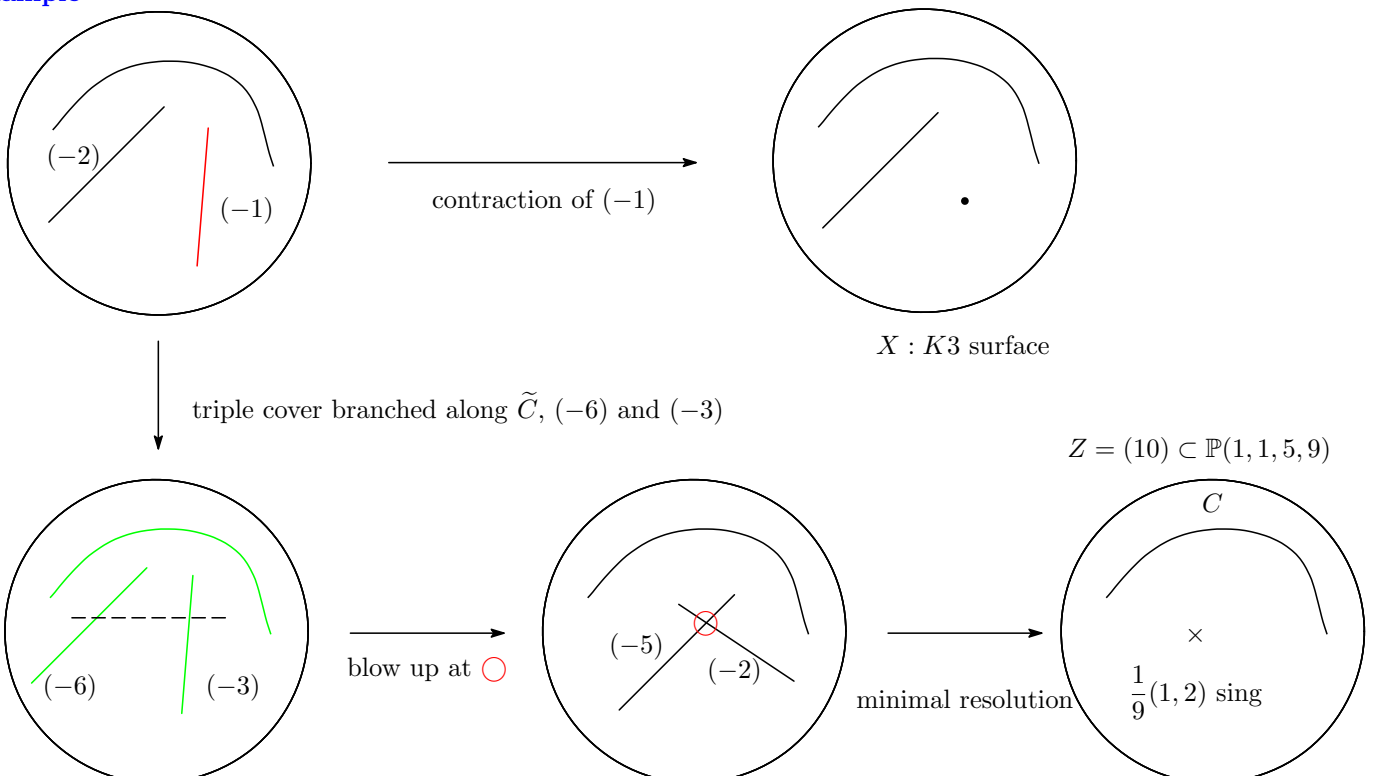 (−2)
(−1)
contraction of (−1)
X : K3 surface
triple cover branched along C̃, (−6) and (−3)
Z = (10) ⊂ ℙ(1, 1, 5, 9)
C
(−6)
(−3)
blow up at
(−5)
(−2)
minimal resolution
×
1/9(1, 2) sing